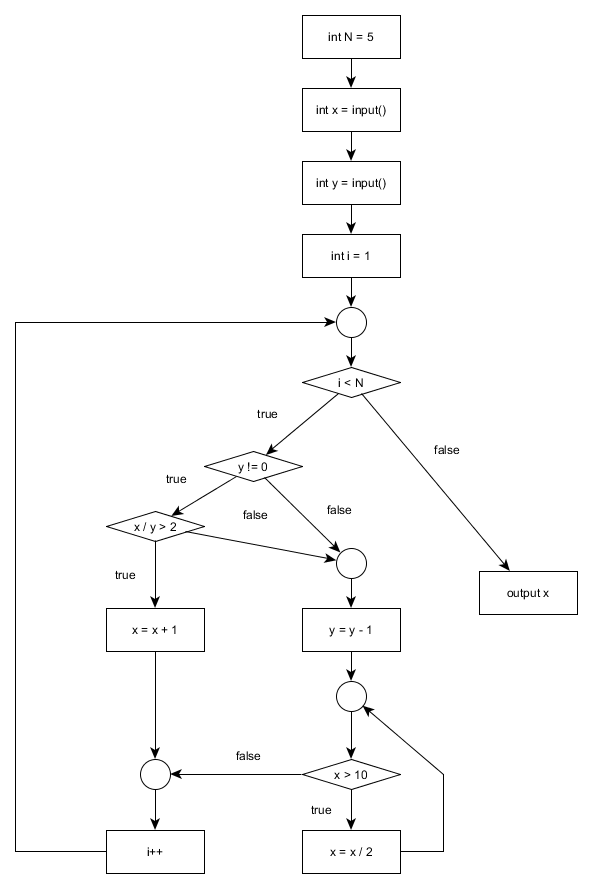 int N = 5
int x = input()
int y = input()
int i = 1
i < N
true
false
y != 0
true
false
false
x / y > 2
true
output x
x = x + 1
y = y - 1
false
x > 10
true
i++
x = x / 2